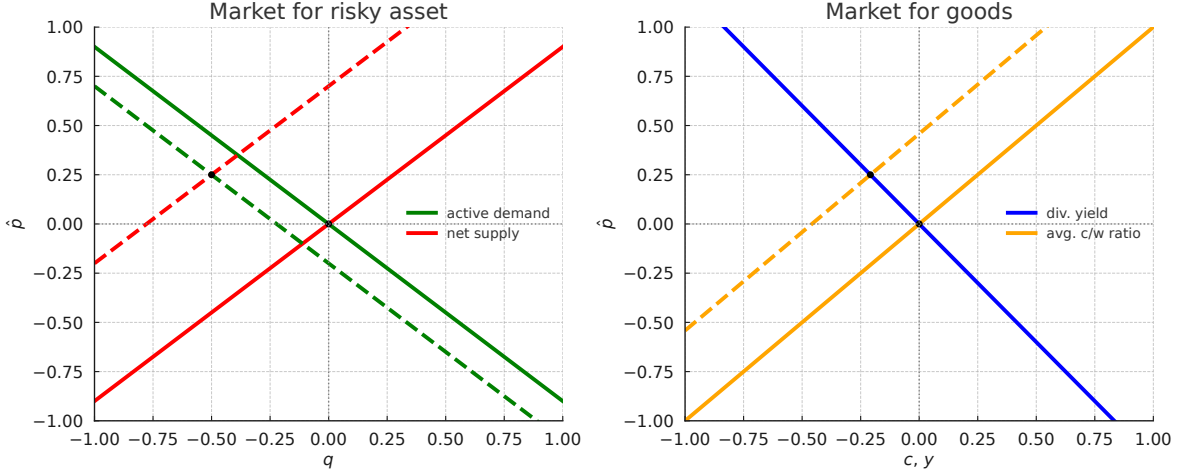 Market for risky asset
1.00
0.75
0.50
0.25
0.00
−0.25
−0.50
−0.75
−1.00
p̂
active demand
net supply
−1.00 −0.75 −0.50 −0.25 0.00 0.25 0.50 0.75 1.00
q
Market for goods
1.00
0.75
0.50
0.25
0.00
−0.25
−0.50
−0.75
−1.00
p̂
div. yield
avg. c/w ratio
−1.00 −0.75 −0.50 −0.25 0.00 0.25 0.50 0.75 1.00
c, y